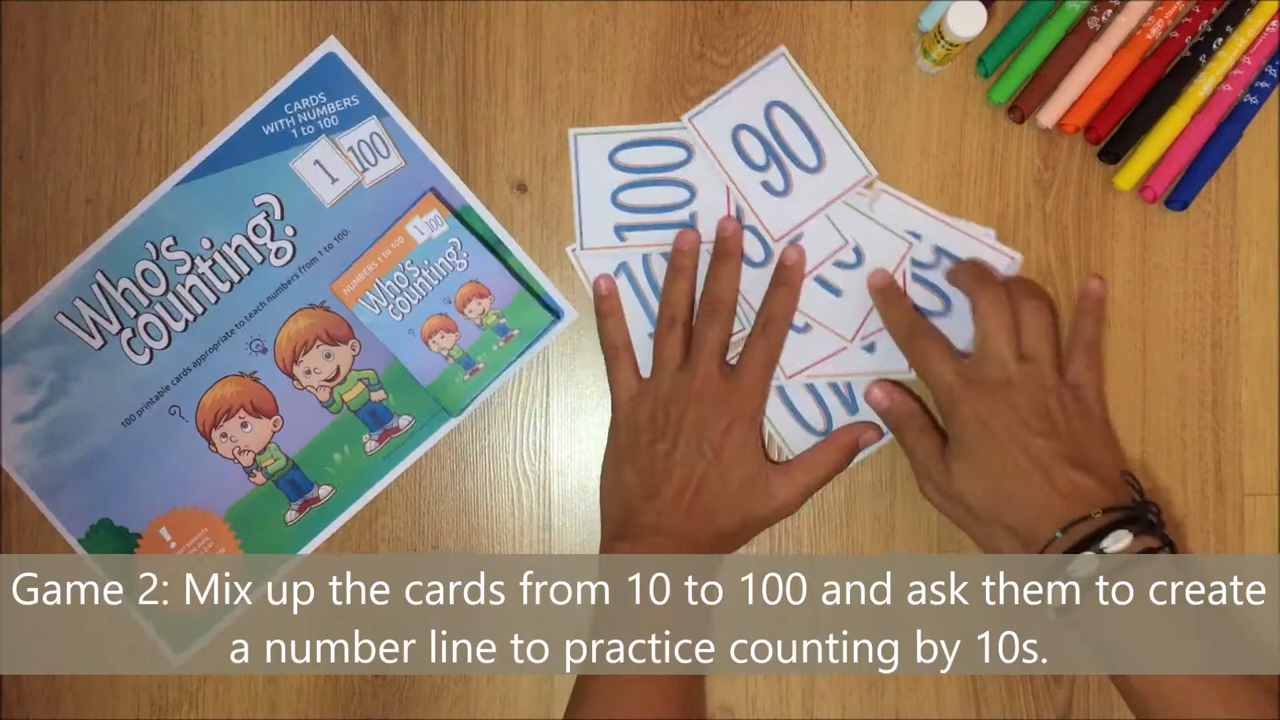 CARDS
WITH NUMBERS
1 to 100
1 100
Who's
counting?
100 printable cards appropriate to teach numbers from 1 to 100.
NUMBERS 1 to 100
1 100
Who's
counting?
100
90
10
Game 2: Mix up the cards from 10 to 100 and ask them to create
a number line to practice counting by 10s.